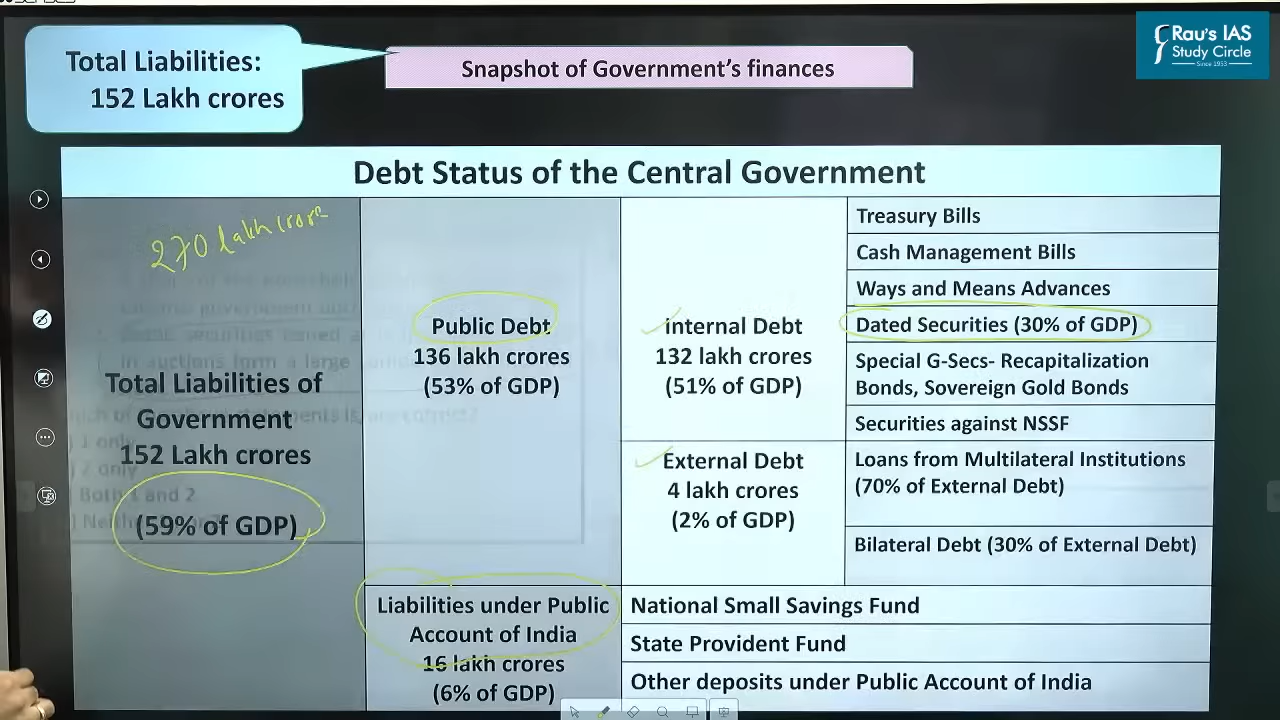 Total Liabilities:
152 Lakh crores
Snapshot of Government's finances
Rau's IAS
Study Circle
Since 1953
Debt Status of the Central Government
270 lakh crore
Total Liabilities of
Government
152 Lakh crores
(59% of GDP)
Public Debt
136 lakh crores
(53% of GDP)
Internal Debt
132 lakh crores
(51% of GDP)
Treasury Bills
Cash Management Bills
Ways and Means Advances
Dated Securities (30% of GDP)
Special G-Secs- Recapitalization
Bonds, Sovereign Gold Bonds
Securities against NSSF
External Debt
4 lakh crores
(2% of GDP)
Loans from Multilateral Institutions
(70% of External Debt)
Bilateral Debt (30% of External Debt)
Liabilities under Public
Account of India
16 lakh crores
(6% of GDP)
National Small Savings Fund
State Provident Fund
Other deposits under Public Account of India